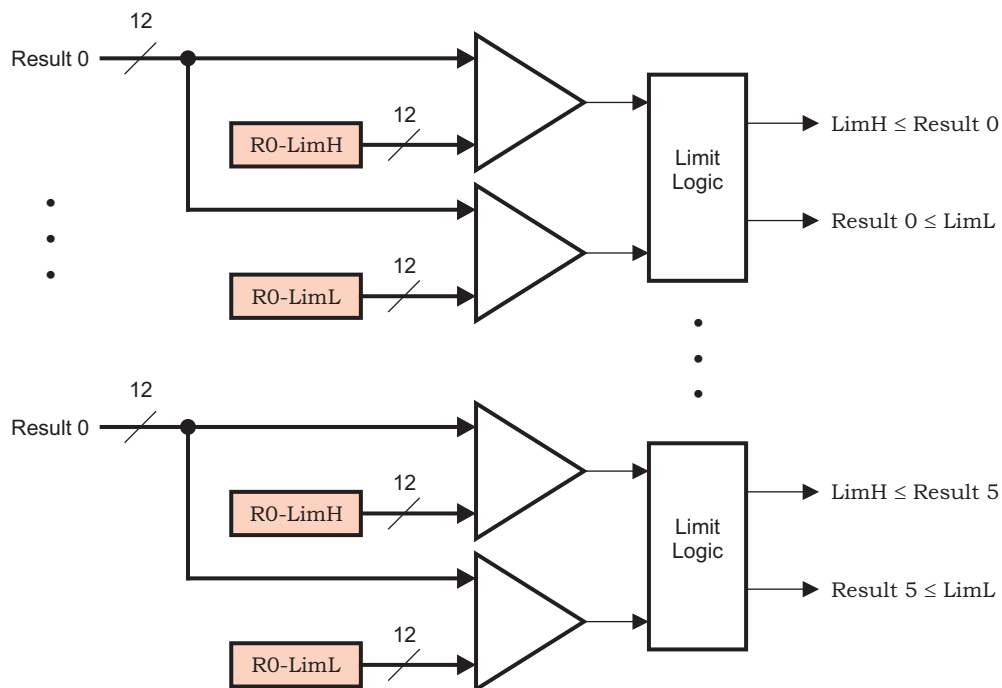 12
Result 0
12
R0-LimH
LimH ≤ Result 0
Limit
Logic
Result 0 ≤ LimL
12
R0-LimL
12
Result 0
12
R0-LimH
LimH ≤ Result 5
Limit
Logic
Result 5 ≤ LimL
12
R0-LimL